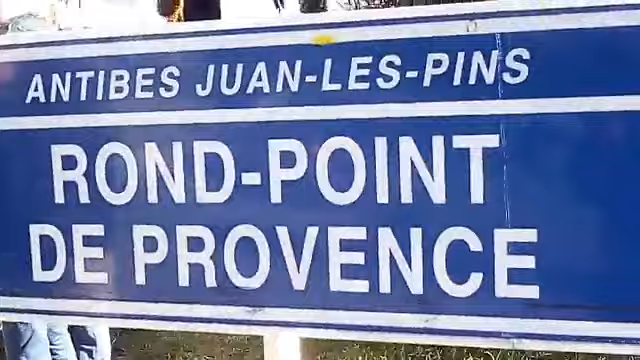 ANTIBES JUAN-LES-PINS
ROND-POINT
DE PROVENCE